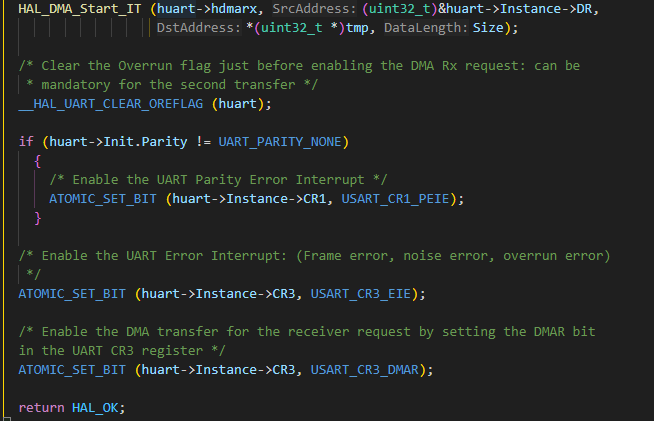 HAL_DMA_Start_IT (huart->hdmarx, SrcAddress: (uint32_t)&huart->Instance->DR,
DstAddress: *(uint32_t *)tmp, DataLength: Size);
/* Clear the Overrun flag just before enabling the DMA Rx request: can be
* mandatory for the second transfer */
__HAL_UART_CLEAR_OREFLAG (huart);
if (huart->Init.Parity != UART_PARITY_NONE)
{
/* Enable the UART Parity Error Interrupt */
ATOMIC_SET_BIT (huart->Instance->CR1, USART_CR1_PEIE);
}
/* Enable the UART Error Interrupt: (Frame error, noise error, overrun error)
*/
ATOMIC_SET_BIT (huart->Instance->CR3, USART_CR3_EIE);
/* Enable the DMA transfer for the receiver request by setting the DMAR bit
in the UART CR3 register */
ATOMIC_SET_BIT (huart->Instance->CR3, USART_CR3_DMAR);
return HAL_OK;